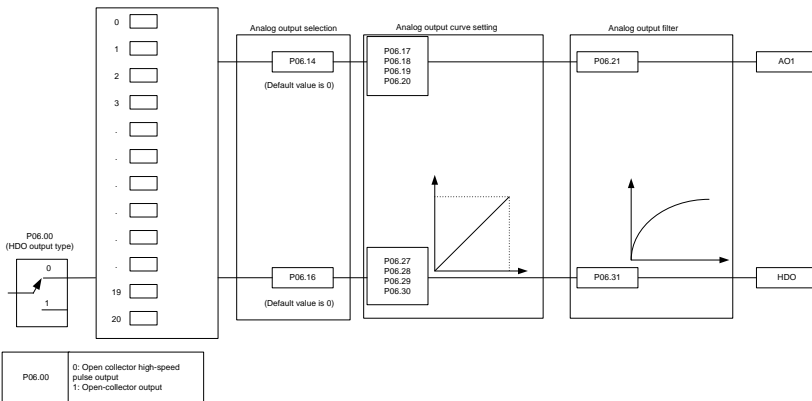 0
1
2
3
.
.
.
.
.
.
19
20
Analog output selection
P06.14
(Default value is 0)
P06.16
(Default value is 0)
Analog output curve setting
P06.17
P06.18
P06.19
P06.20
P06.27
P06.28
P06.29
P06.30
Analog output filter
P06.21
P06.31
AO1
HDO
P06.00
(HDO output type)
0
1
P06.00
0: Open collector high-speed
pulse output
1: Open-collector output